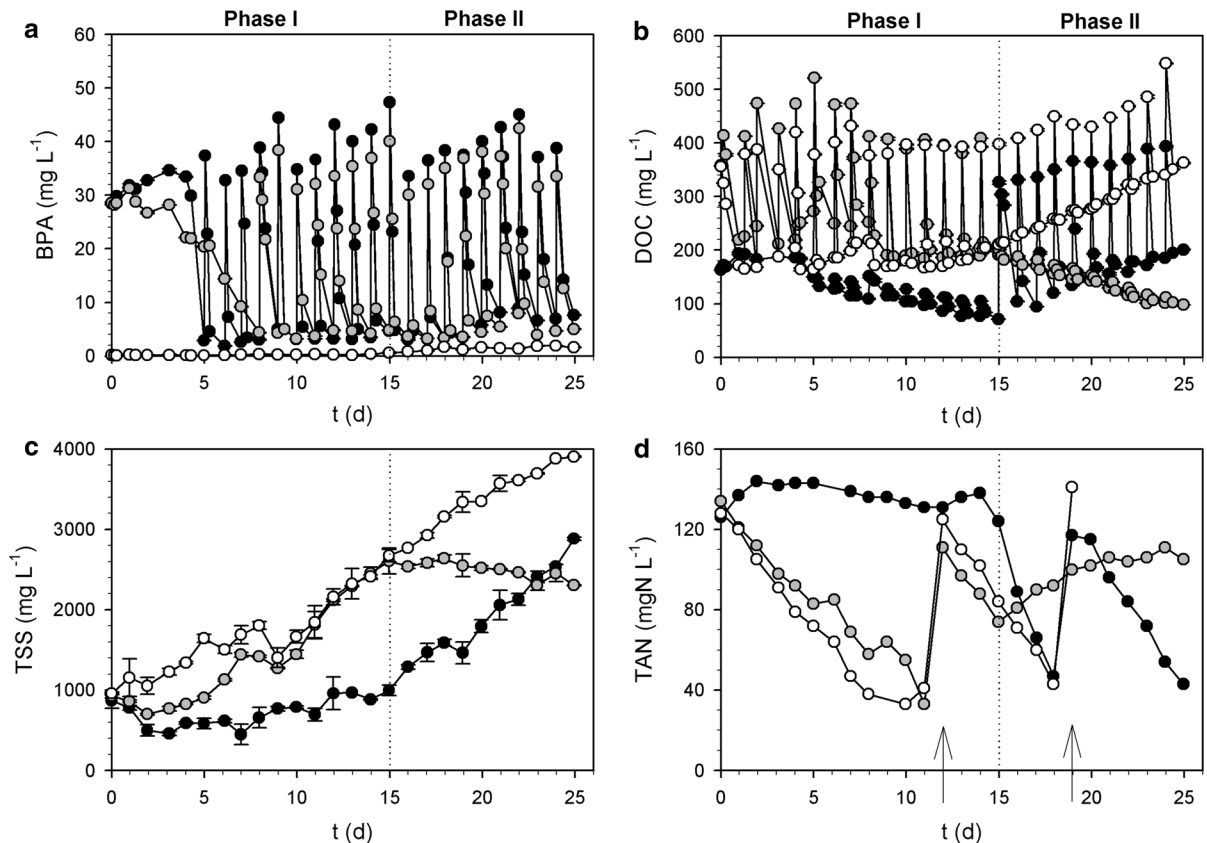 Phase I Phase II
a
60
50
40
30
20
10
0
BPA (mg L⁻¹)
0 5 10 15 20 25
t (d)
Phase I Phase II
b
600
500
400
300
200
100
0
DOC (mg L⁻¹)
0 5 10 15 20 25
t (d)
c
4000
3000
2000
1000
0
TSS (mg L⁻¹)
0 5 10 15 20 25
t (d)
d
160
120
80
40
0
TAN (mgN L⁻¹)
0 5 10 15 20 25
t (d)